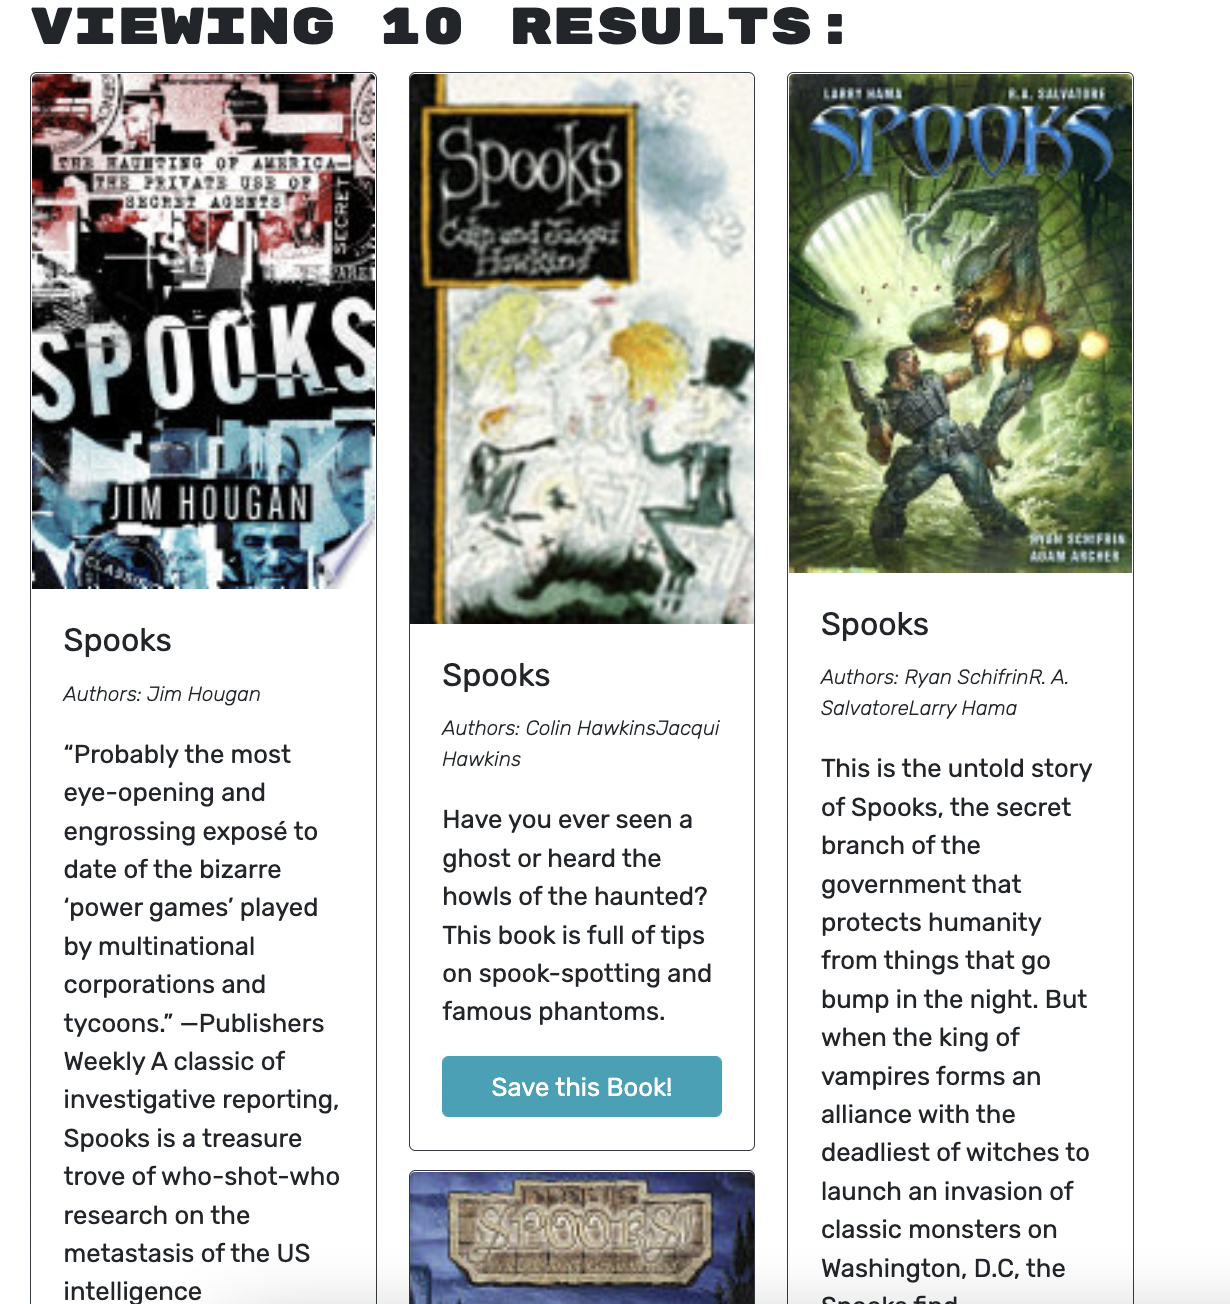 VIEWING 10 RESULTS:
THE HAUNTING OF AMERICA—
THE PRIVATE USE OF
SECRET AGENTS
SECRET
SPOOKS
JIM HOUGAN
Spooks
Authors: Jim Hougan
“Probably the most
eye-opening and
engrossing exposé to
date of the bizarre
‘power games’ played
by multinational
corporations and
tycoons.” —Publishers
Weekly A classic of
investigative reporting,
Spooks is a treasure
trove of who-shot-who
research on the
metastasis of the US
intelligence
Spooks
Colin and Jacqui
Hawkins
Spooks
Authors: Colin HawkinsJacqui
Hawkins
Have you ever seen a
ghost or heard the
howls of the haunted?
This book is full of tips
on spook-spotting and
famous phantoms.
Save this Book!
SPOOKS!
LARRY HAMA R.A. SALVATORE
SPOOKS
RYAN SCHIFRIN
ADAM ARCHER
Spooks
Authors: Ryan SchifrinR. A.
SalvatoreLarry Hama
This is the untold story
of Spooks, the secret
branch of the
government that
protects humanity
from things that go
bump in the night. But
when the king of
vampires forms an
alliance with the
deadliest of witches to
launch an invasion of
classic monsters on
Washington, D.C, the
Spooks find